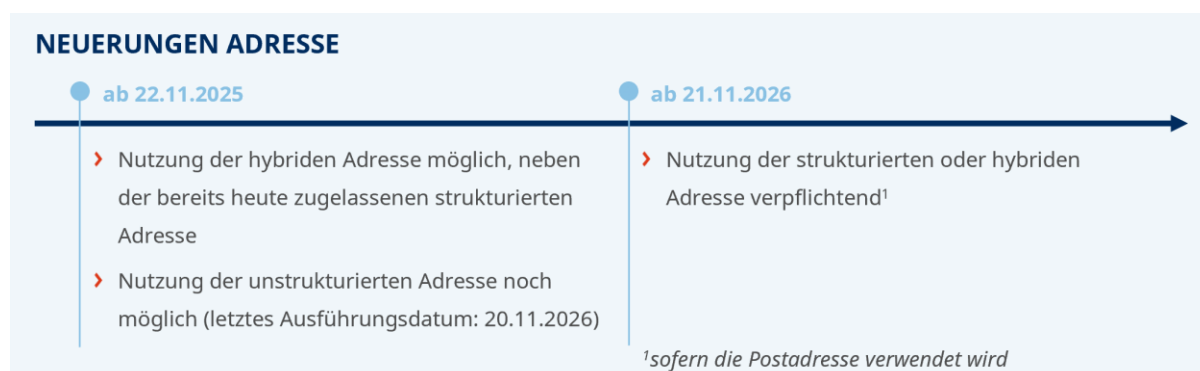 NEUERUNGEN ADRESSE
ab 22.11.2025
› Nutzung der hybriden Adresse möglich, neben
der bereits heute zugelassenen strukturierten
Adresse
› Nutzung der unstrukturierten Adresse noch
möglich (letztes Ausführungsdatum: 20.11.2026)
ab 21.11.2026
› Nutzung der strukturierten oder hybriden
Adresse verpflichtend¹
¹sofern die Postadresse verwendet wird